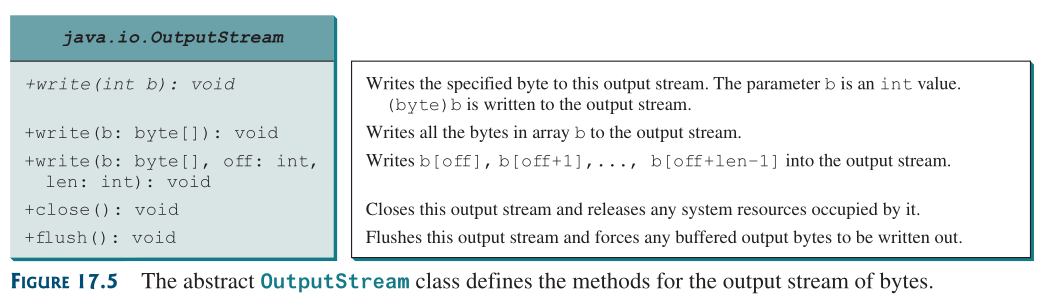 java.io.OutputStream
+write(int b): void
Writes the specified byte to this output stream. The parameter b is an int value.
(byte)b is written to the output stream.
+write(b: byte[]): void
Writes all the bytes in array b to the output stream.
+write(b: byte[], off: int,
len: int): void
Writes b[off], b[off+1],..., b[off+len-1] into the output stream.
+close(): void
Closes this output stream and releases any system resources occupied by it.
+flush(): void
Flushes this output stream and forces any buffered output bytes to be written out.
FIGURE 17.5 The abstract OutputStream class defines the methods for the output stream of bytes.